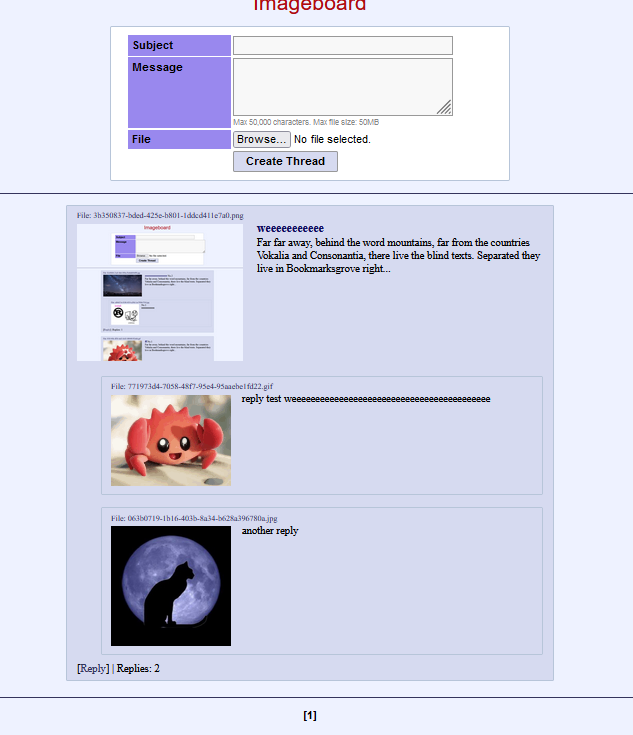 Imageboard
Subject
Message
Max 50,000 characters. Max file size: 50MB
File Browse... No file selected.
Create Thread
File: 3b350837-bded-425e-b801-1ddcd411e7a0.png
weeeeeeeeeee
Far far away, behind the word mountains, far from the countries
Vokalia and Consonantia, there live the blind texts. Separated they
live in Bookmarksgrove right...
Imageboard
File: 771973d4-7058-48f7-95e4-95aaebe1fd22.gif
reply test weeeeeeeeeeeeeeeeeeeeeeeeeeeeeeeeeeeeeeeeee
File: 063b0719-1b16-403b-8a34-b628a396780a.jpg
another reply
[Reply] | Replies: 2
[1]